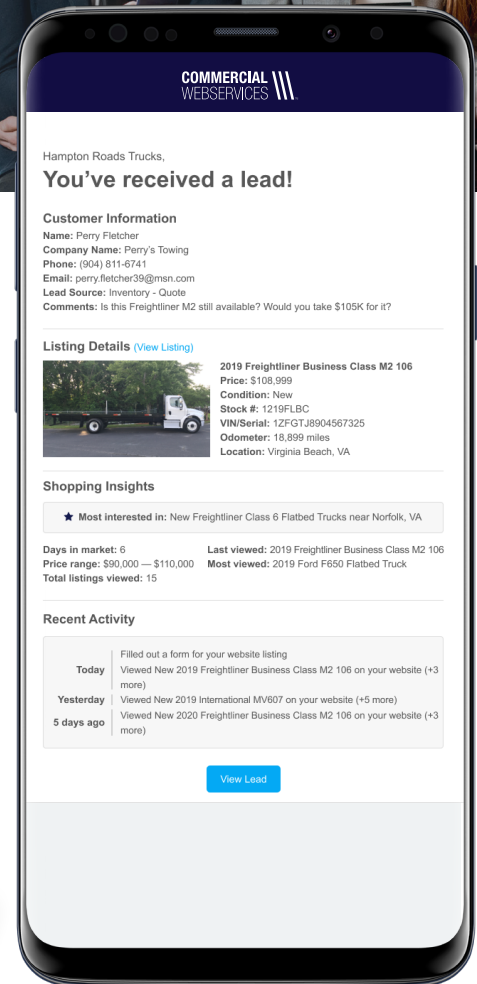 COMMERCIAL
WEBSERVICES
Hampton Roads Trucks,
You've received a lead!
Customer Information
Name: Perry Fletcher
Company Name: Perry's Towing
Phone: (904) 811-6741
Email: perry.fletcher39@msn.com
Lead Source: Inventory - Quote
Comments: Is this Freightliner M2 still available? Would you take $105K for it?
Listing Details (View Listing)
2019 Freightliner Business Class M2 106
Price: $108,999
Condition: New
Stock #: 1219FLBC
VIN/Serial: 1ZFGTJ8904567325
Odometer: 18,899 miles
Location: Virginia Beach, VA
Shopping Insights
Most interested in: New Freightliner Class 6 Flatbed Trucks near Norfolk, VA
Days in market: 6
Price range: $90,000 — $110,000
Total listings viewed: 15
Last viewed: 2019 Freightliner Business Class M2 106
Most viewed: 2019 Ford F650 Flatbed Truck
Recent Activity
Today
Filled out a form for your website listing
Viewed New 2019 Freightliner Business Class M2 106 on your website (+3
more)
Yesterday
Viewed New 2019 International MV607 on your website (+5 more)
5 days ago
Viewed New 2020 Freightliner Business Class M2 106 on your website (+3
more)
View Lead